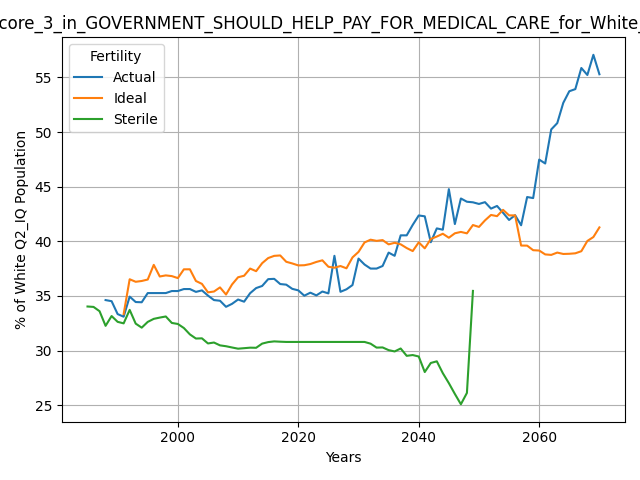 core_3_in_GOVERNMENT_SHOULD_HELP_PAY_FOR_MEDICAL_CARE_for_White_
Fertility
Actual
Ideal
Sterile
% of White Q2_IQ Population
55
50
45
40
35
30
25
2000
2020
2040
2060
Years